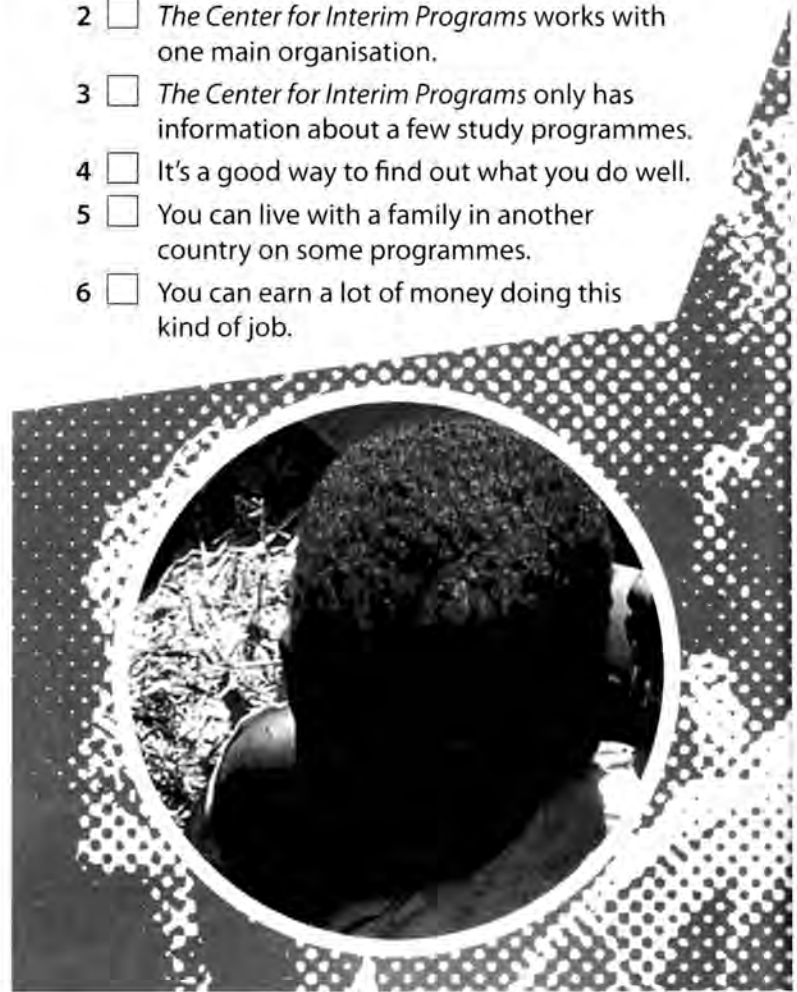 2 The Center for Interim Programs works with
one main organisation.
3 The Center for Interim Programs only has
information about a few study programmes.
4 It's a good way to find out what you do well.
5 You can live with a family in another
country on some programmes.
6 You can earn a lot of money doing this
kind of job.